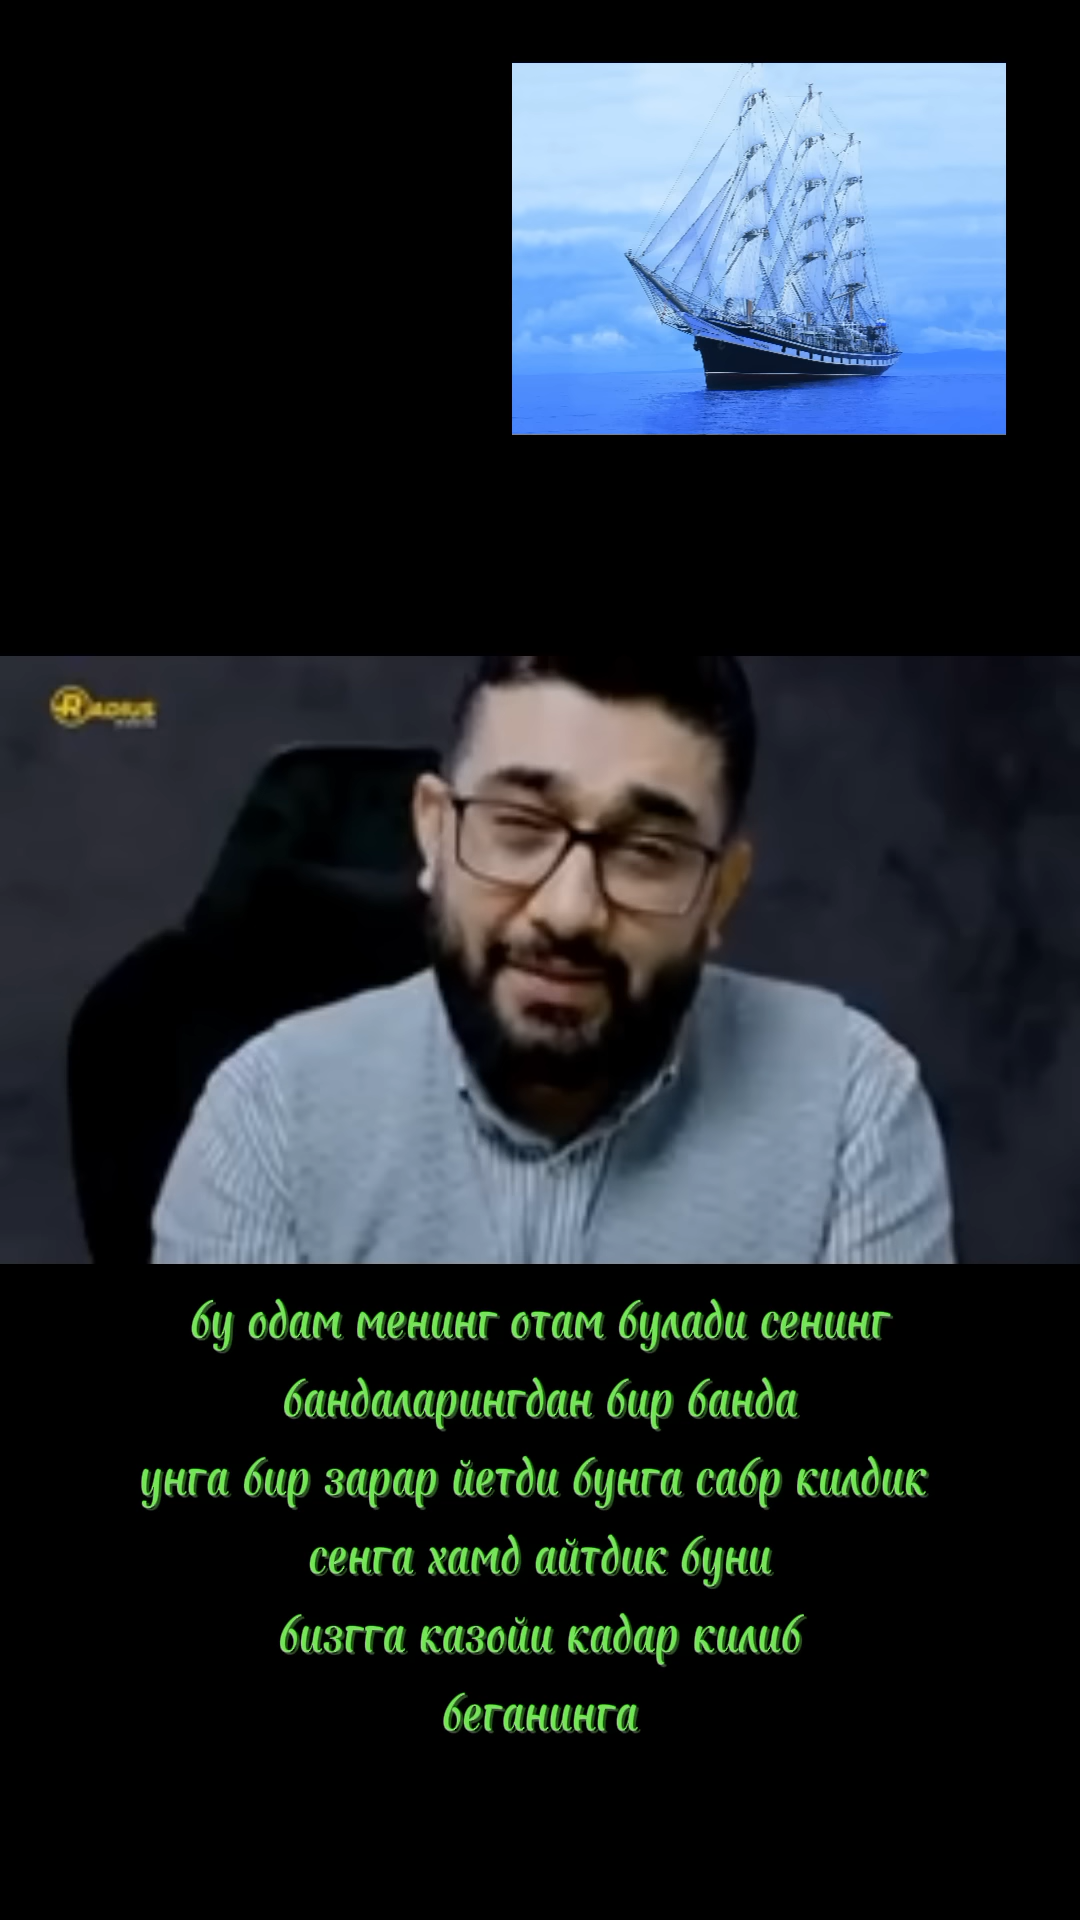 RADIUS
бу одам менинг отам булади сенинг
бандаларингдан бир банда
унга бир зарар йетди бунга сабр килдик
сенга хамд айтдик буни
бизгга казойи кадар килиб
беганинга